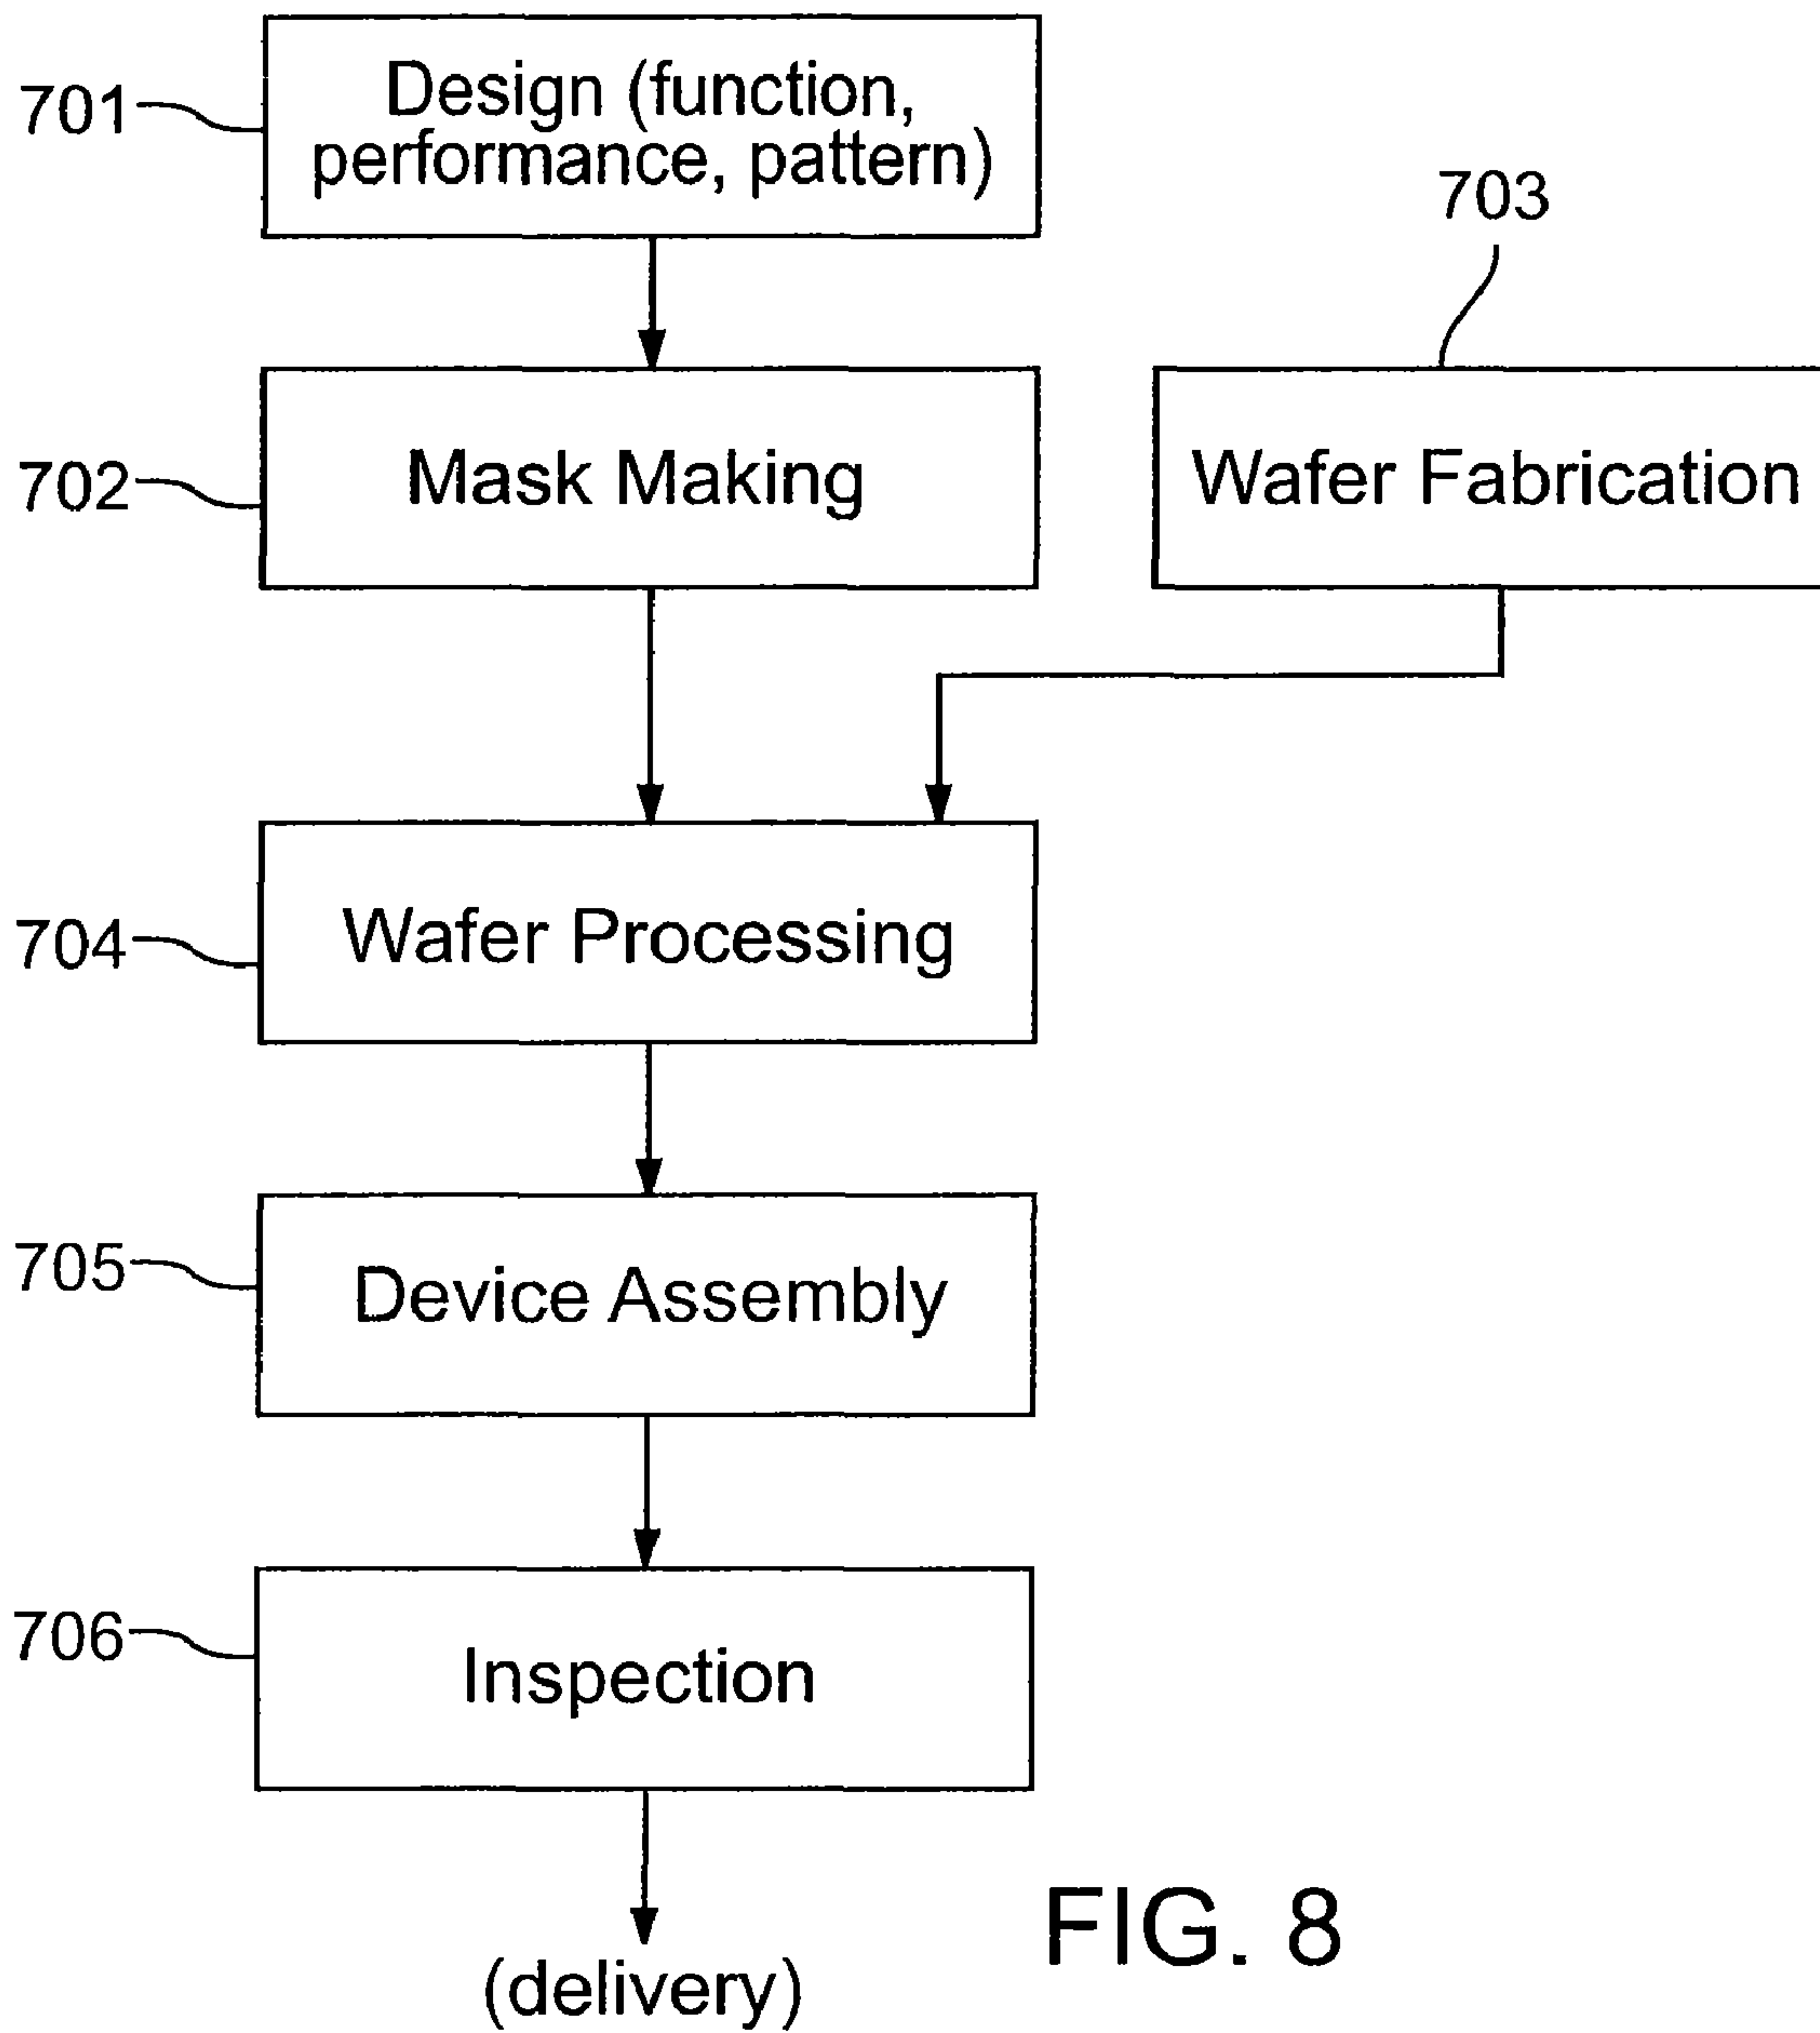 701
Design (function,
performance, pattern)
703
702
Mask Making
Wafer Fabrication
704
Wafer Processing
705
Device Assembly
706
Inspection
(delivery)
FIG. 8